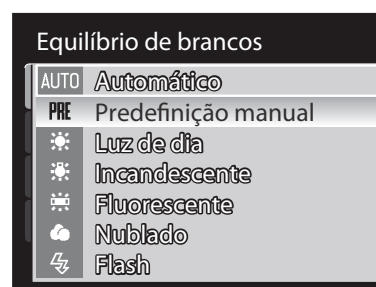 Equilíbrio de brancos
AUTO Automático
PRE Predefinição manual
Luz de dia
Incandescente
Fluorescente
Nublado
Flash